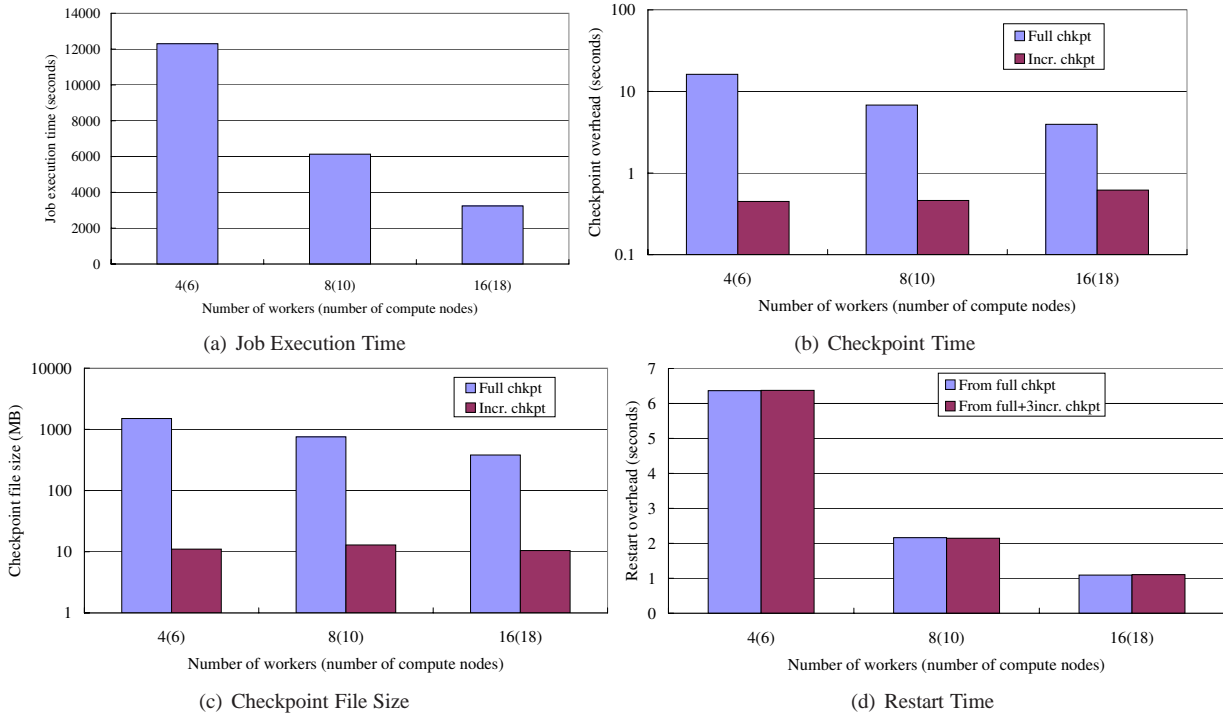 14000
12000
10000
8000
6000
4000
2000
0
Job execution time (seconds)
4(6) 8(10) 16(18)
Number of workers (number of compute nodes)
(a) Job Execution Time
100
10
1
0.1
Checkpoint overhead (seconds)
Full chkpt
Incr. chkpt
4(6) 8(10) 16(18)
Number of workers (number of compute nodes)
(b) Checkpoint Time
10000
1000
100
10
1
Checkpoint file size (MB)
Full chkpt
Incr. chkpt
4(6) 8(10) 16(18)
Number of workers (number of compute nodes)
(c) Checkpoint File Size
7
6
5
4
3
2
1
0
Restart overhead (seconds)
From full chkpt
From full+3incr. chkpt
4(6) 8(10) 16(18)
Number of workers (number of compute nodes)
(d) Restart Time